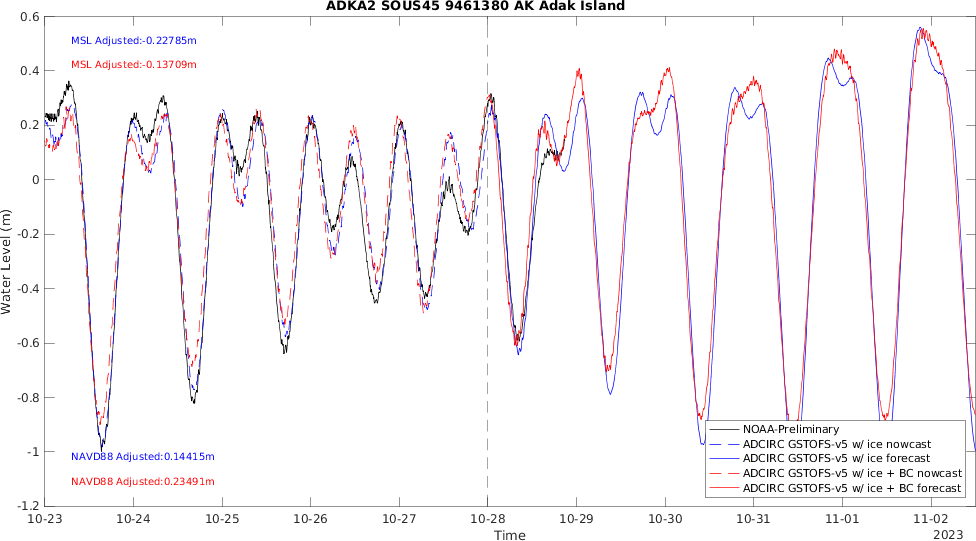 ADKA2 SOUS45 9461380 AK Adak Island
MSL Adjusted:-0.22785m
MSL Adjusted:-0.13709m
NAVD88 Adjusted:0.14415m
NAVD88 Adjusted:0.23491m
Water Level (m)
0.6
0.4
0.2
0
-0.2
-0.4
-0.6
-0.8
-1
-1.2
NOAA-Preliminary
ADCIRC GSTOFS-v5 w/ ice nowcast
ADCIRC GSTOFS-v5 w/ ice forecast
ADCIRC GSTOFS-v5 w/ ice + BC nowcast
ADCIRC GSTOFS-v5 w/ ice + BC forecast
10-23 10-24 10-25 10-26 10-27 10-28 10-29 10-30 10-31 11-01 11-02
Time
2023